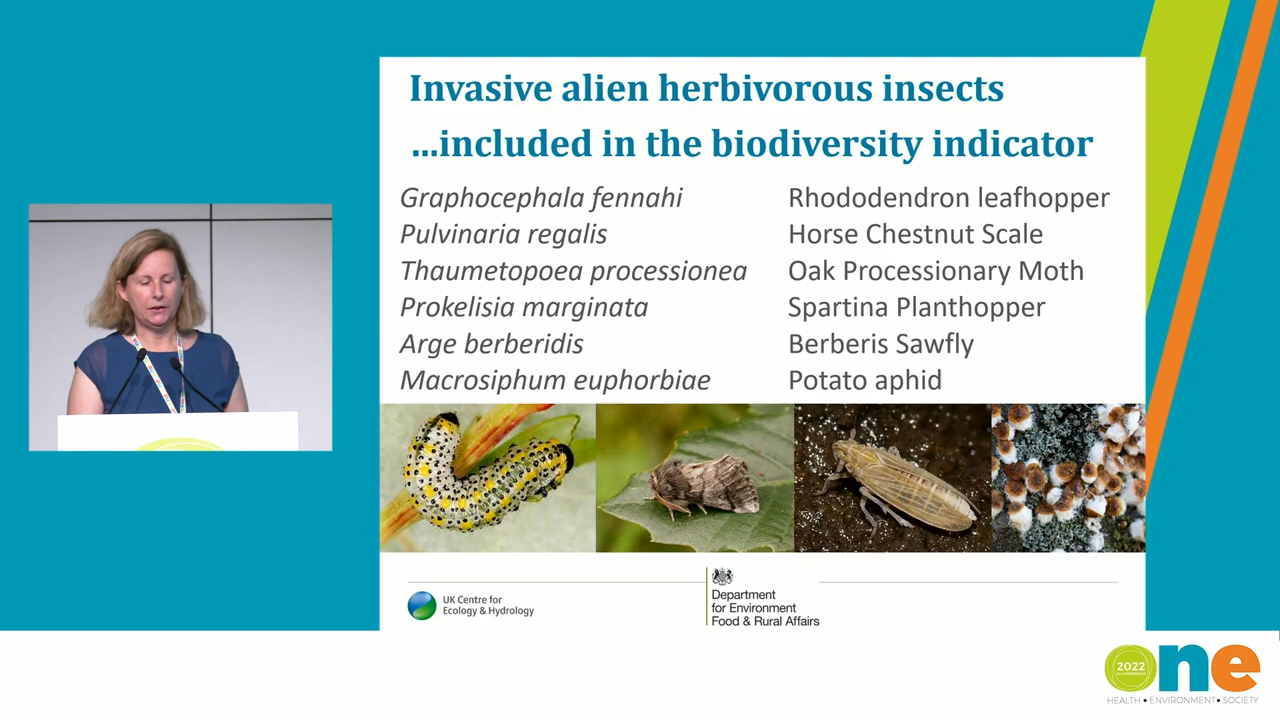 Invasive alien herbivorous insects
...included in the biodiversity indicator
Graphocephala fennahi Rhododendron leafhopper
Pulvinaria regalis Horse Chestnut Scale
Thaumetopoea processionea Oak Processionary Moth
Prokelisia marginata Spartina Planthopper
Arge berberidis Berberis Sawfly
Macrosiphum euphorbiae Potato aphid
UK Centre for
Ecology & Hydrology
Department
for Environment
Food & Rural Affairs
2022
one
HEALTH • ENVIRONMENT • SOCIETY